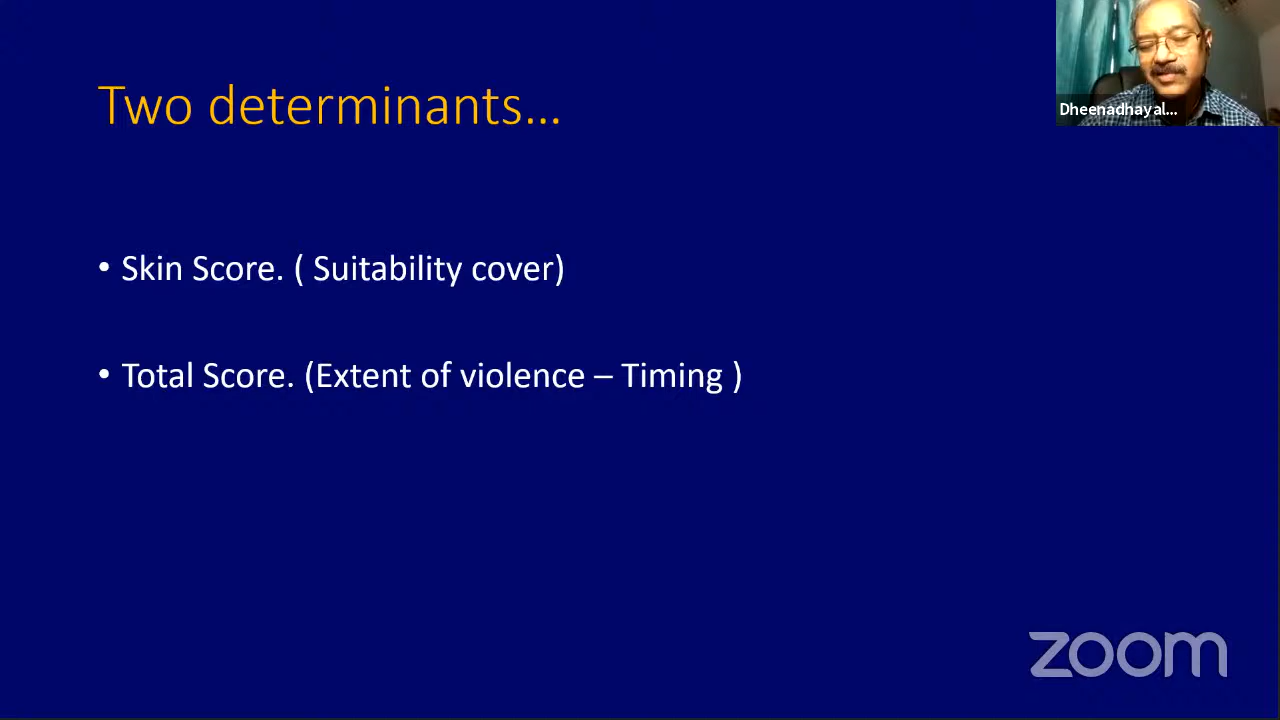 Two determinants...
Dheenadhayal...
• Skin Score. ( Suitability cover)
• Total Score. (Extent of violence – Timing )
zoom